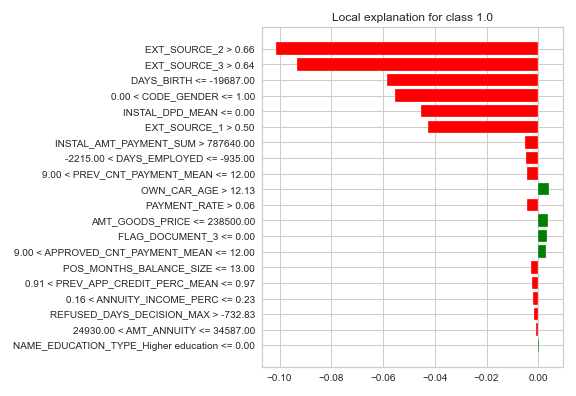 Local explanation for class 1.0
EXT_SOURCE_2 > 0.66
EXT_SOURCE_3 > 0.64
DAYS_BIRTH <= -19687.00
0.00 < CODE_GENDER <= 1.00
INSTAL_DPD_MEAN <= 0.00
EXT_SOURCE_1 > 0.50
INSTAL_AMT_PAYMENT_SUM > 787640.00
-2215.00 < DAYS_EMPLOYED <= -935.00
9.00 < PREV_CNT_PAYMENT_MEAN <= 12.00
OWN_CAR_AGE > 12.13
PAYMENT_RATE > 0.06
AMT_GOODS_PRICE <= 238500.00
FLAG_DOCUMENT_3 <= 0.00
9.00 < APPROVED_CNT_PAYMENT_MEAN <= 12.00
POS_MONTHS_BALANCE_SIZE <= 13.00
0.91 < PREV_APP_CREDIT_PERC_MEAN <= 0.97
0.16 < ANNUITY_INCOME_PERC <= 0.23
REFUSED_DAYS_DECISION_MAX > -732.83
24930.00 < AMT_ANNUITY <= 34587.00
NAME_EDUCATION_TYPE_Higher education <= 0.00
−0.10 −0.08 −0.06 −0.04 −0.02 0.00